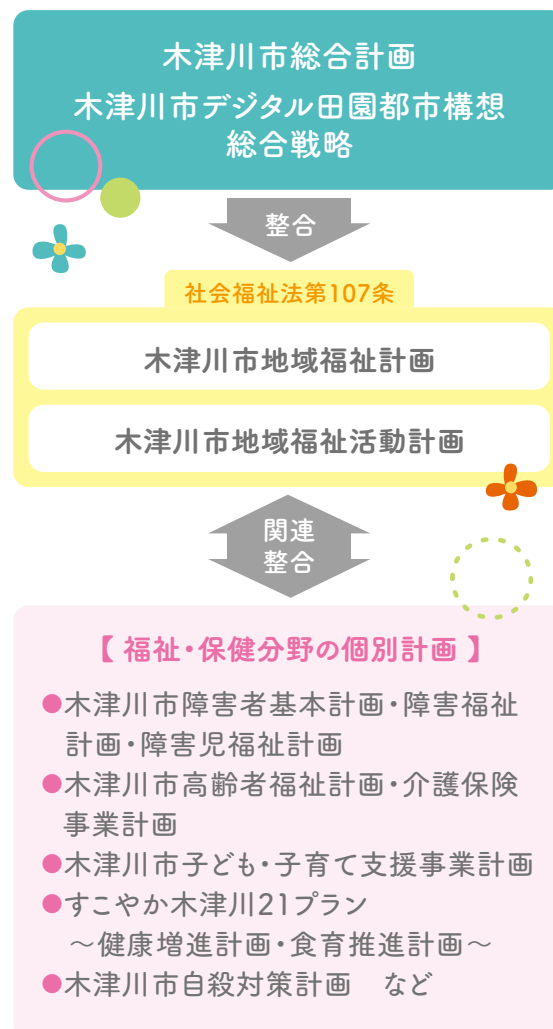 木津川市総合計画
木津川市デジタル田園都市構想
総合戦略
整合
社会福祉法第107条
木津川市地域福祉計画
木津川市地域福祉活動計画
関連
整合
【 福祉・保健分野の個別計画 】
●木津川市障害者基本計画・障害福祉
計画・障害児福祉計画
●木津川市高齢者福祉計画・介護保険
事業計画
●木津川市子ども・子育て支援事業計画
●すこやか木津川21プラン
～健康増進計画・食育推進計画～
●木津川市自殺対策計画　など